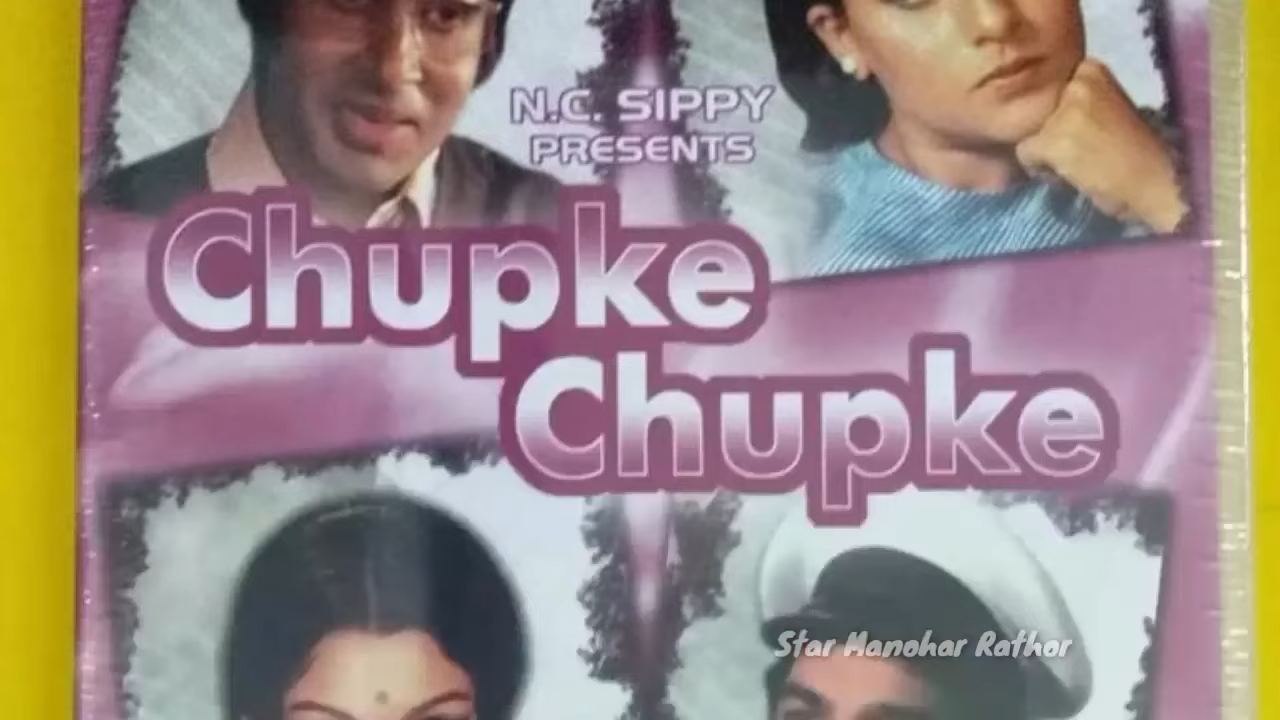 N.C. SIPPY
PRESENTS
Chupke
Chupke
Star Manohar Rathor